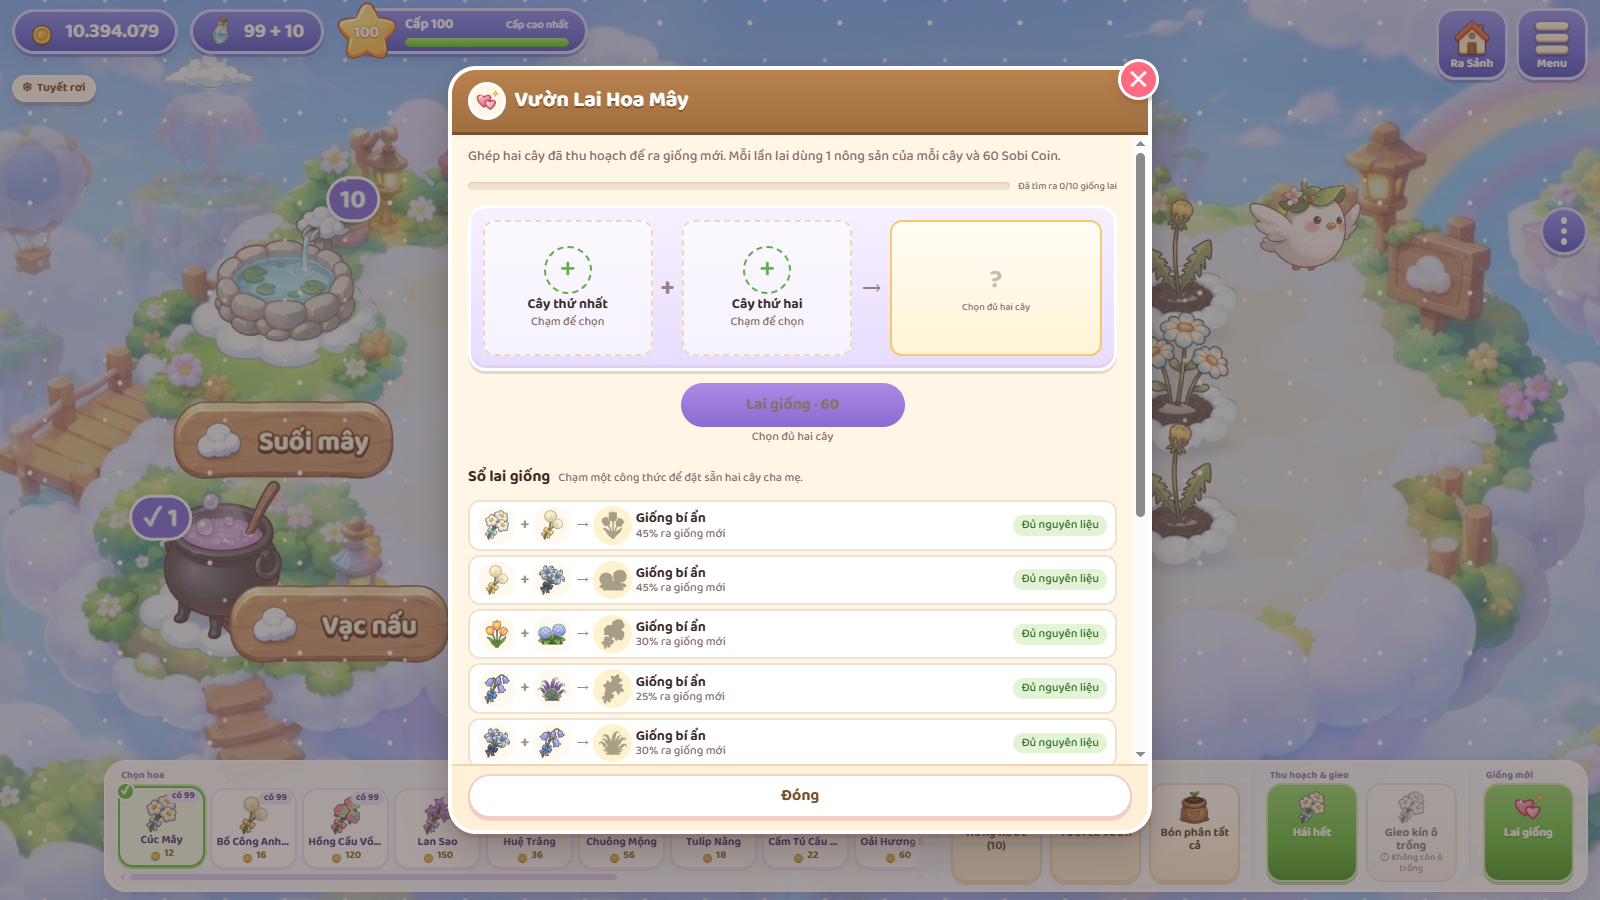 10.394.079
99 + 10
100
Cấp 100
Cấp cao nhất
Ra Sảnh
Menu
❄ Tuyết rơi
Vườn Lai Hoa Mây
Ghép hai cây đã thu hoạch để ra giống mới. Mỗi lần lai dùng 1 nông sản của mỗi cây và 60 Sobi Coin.
Đã tìm ra 0/10 giống lai
10
+
Cây thứ nhất
Chạm để chọn
+
+
Cây thứ hai
Chạm để chọn
→
?
Chọn đủ hai cây
Lai giống · 60
Chọn đủ hai cây
Suối mây
Sổ lai giống
Chạm một công thức để đặt sẵn hai cây cha mẹ.
✓ 1
+ →
Giống bí ẩn
45% ra giống mới
Đủ nguyên liệu
+ →
Giống bí ẩn
45% ra giống mới
Đủ nguyên liệu
Vạc nấu
+ →
Giống bí ẩn
30% ra giống mới
Đủ nguyên liệu
+ →
Giống bí ẩn
25% ra giống mới
Đủ nguyên liệu
+ →
Giống bí ẩn
30% ra giống mới
Đủ nguyên liệu
Đóng
Chọn hoa
có 99
Cúc Mây
12
có 99
Bồ Công Anh...
16
có 99
Hồng Cầu Vồ...
120
Lan Sao
150
Huệ Trăng
36
Chuông Mộng
56
Tulip Nắng
18
Cẩm Tú Cầu ...
22
Oải Hương
60
(10)
Bón phân tất cả
Thu hoạch & gieo
Hái hết
Gieo kín ô trống
Không còn ô trống
Giống mới
Lai giống